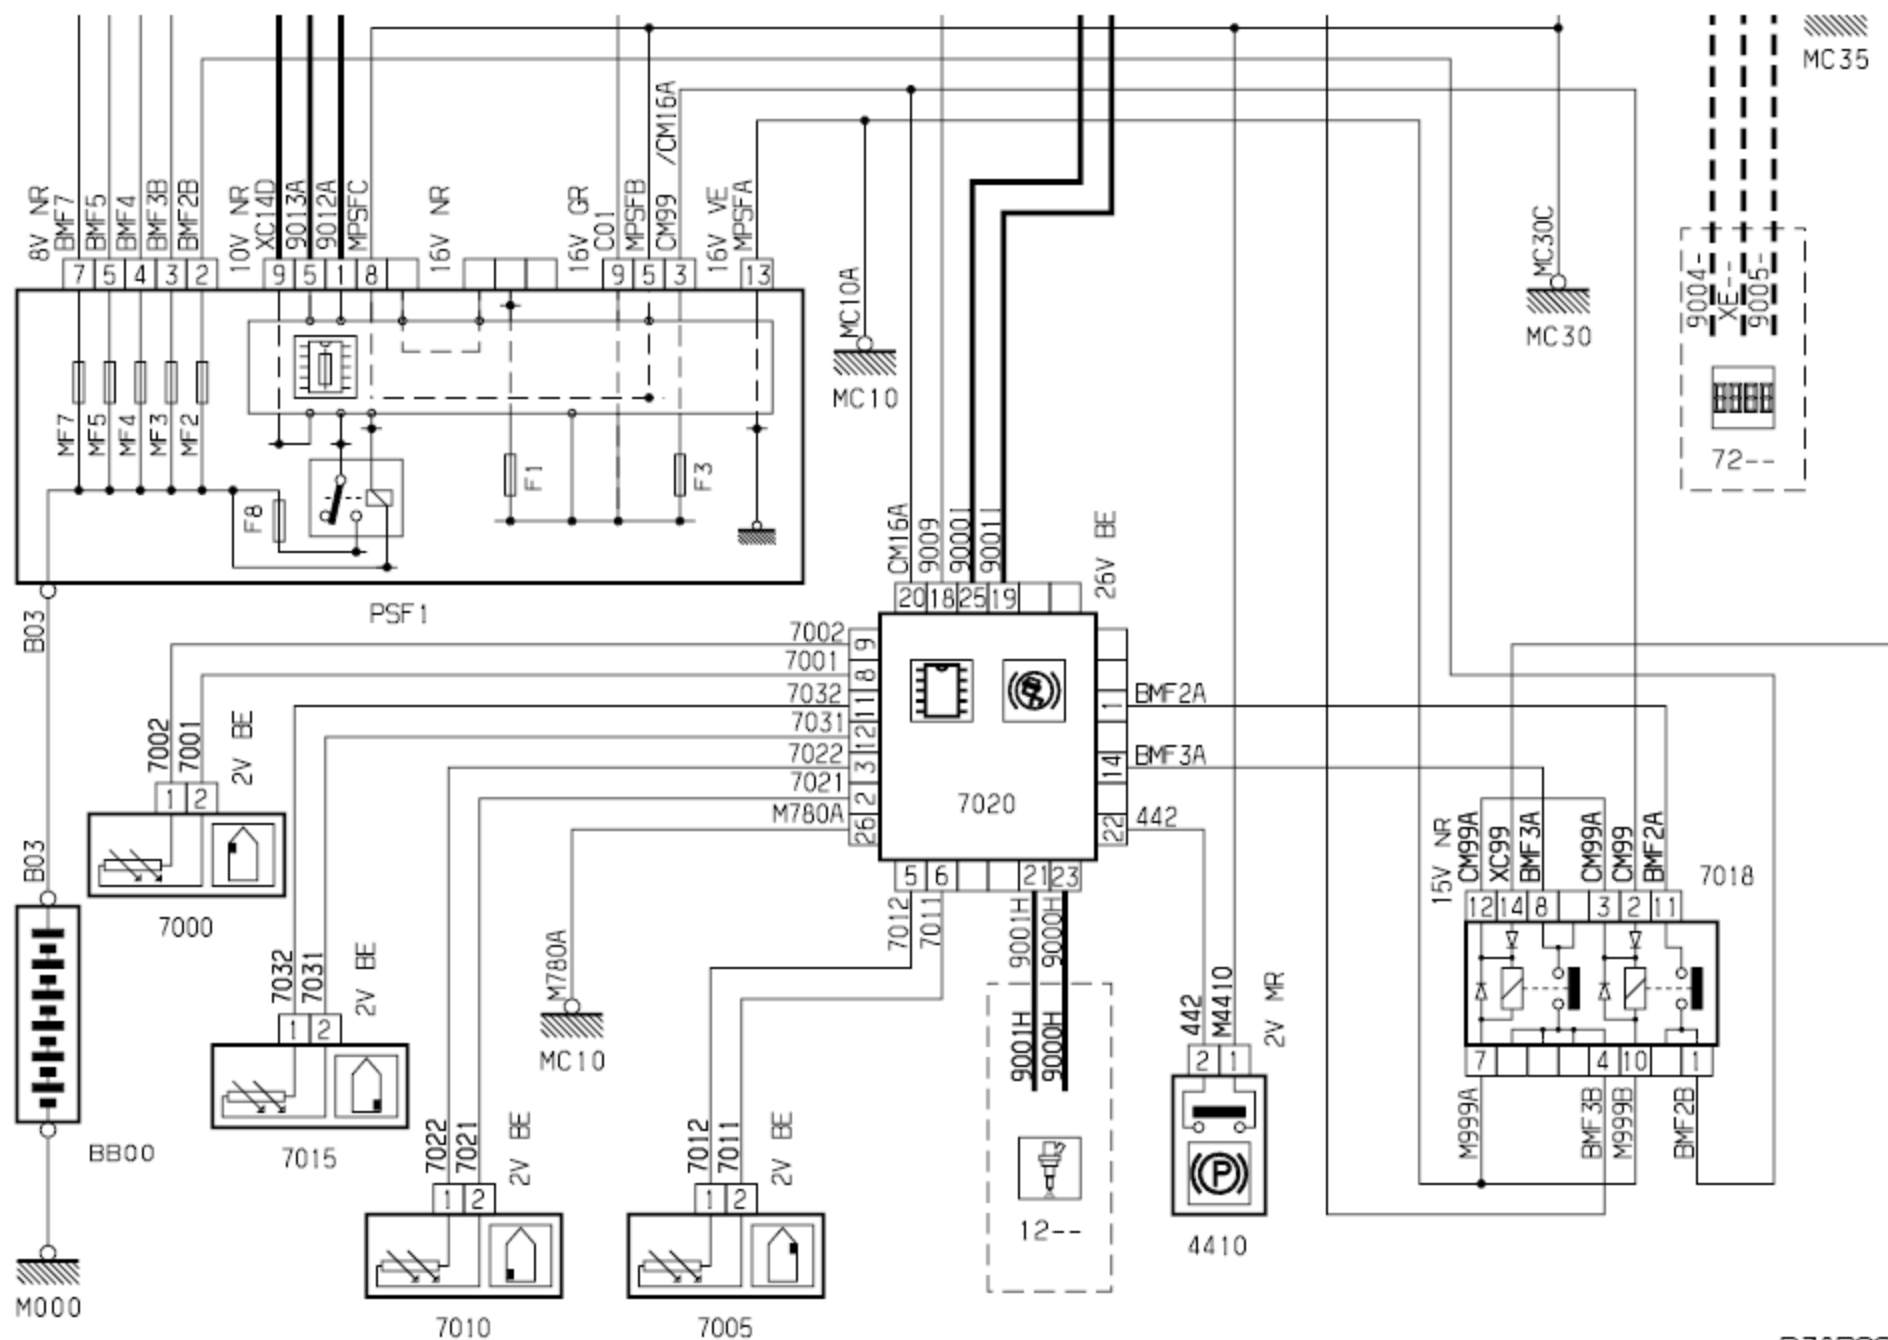 MC35
8V NR
BMF7
BMF5
BMF4
BMF3B
BMF2B
10V NR
XC14D
9013A
9012A
MPSFC
16V NR
16V GR
C01
MPSFB
CM99 /CM16A
16V VE
MPSFA
7 5 4 3 2
9 5 1 8
9 5 3
13
MC10A
MC10
MC30C
MC30
9004-
XE--
9005-
72--
MF7
MF5
MF4
MF3
MF2
F8
F1
F3
PSF1
CM16A
9009
9000I
9001I
26V BE
20 18 25 19
B03
7002
9
7001
8
7032
11
7031
12
7022
3
7021
2
M780A
26
1
BMF2A
14
BMF3A
22
442
7020
5 6 21 23
7012
7011
9001H
9000H
7002
7001
2V BE
1 2
7000
B03
BB00
M000
7032
7031
2V BE
1 2
7015
M780A
MC10
7022
7021
2V BE
1 2
7010
7012
7011
2V BE
1 2
7005
9001H
9000H
12--
442
M4410
2V MR
2 1
P
4410
15V NR
CM99A
XC99
BMF3A
CM99A
CM99
BMF2A
7018
12 14 8 3 2 11
7 4 10 1
M999A
BMF3B
M999B
BMF2B